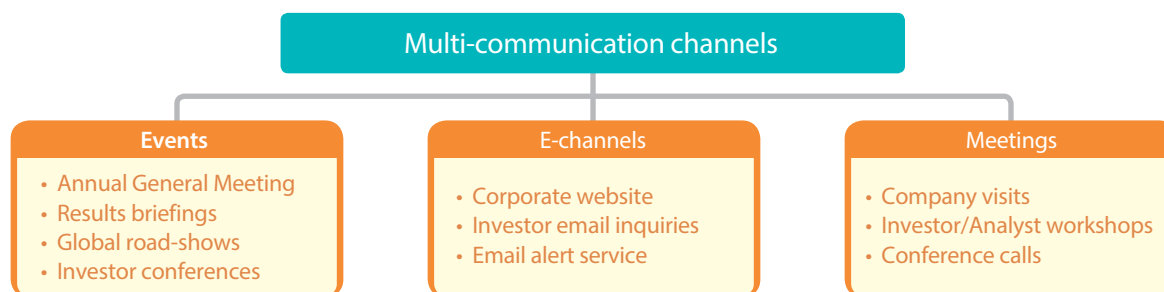 Multi-communication channels
Events
• Annual General Meeting
• Results briefings
• Global road-shows
• Investor conferences
E-channels
• Corporate website
• Investor email inquiries
• Email alert service
Meetings
• Company visits
• Investor/Analyst workshops
• Conference calls